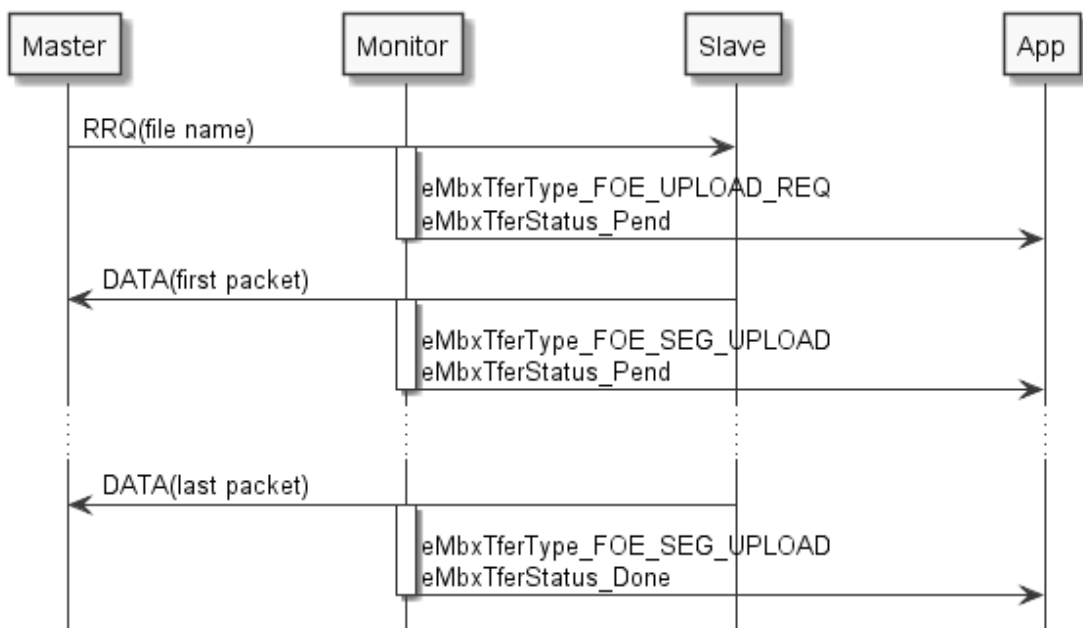 Master
Monitor
Slave
App
RRQ(file name)
eMbxTferType_FOE_UPLOAD_REQ
eMbxTferStatus_Pend
DATA(first packet)
eMbxTferType_FOE_SEG_UPLOAD
eMbxTferStatus_Pend
DATA(last packet)
eMbxTferType_FOE_SEG_UPLOAD
eMbxTferStatus_Done